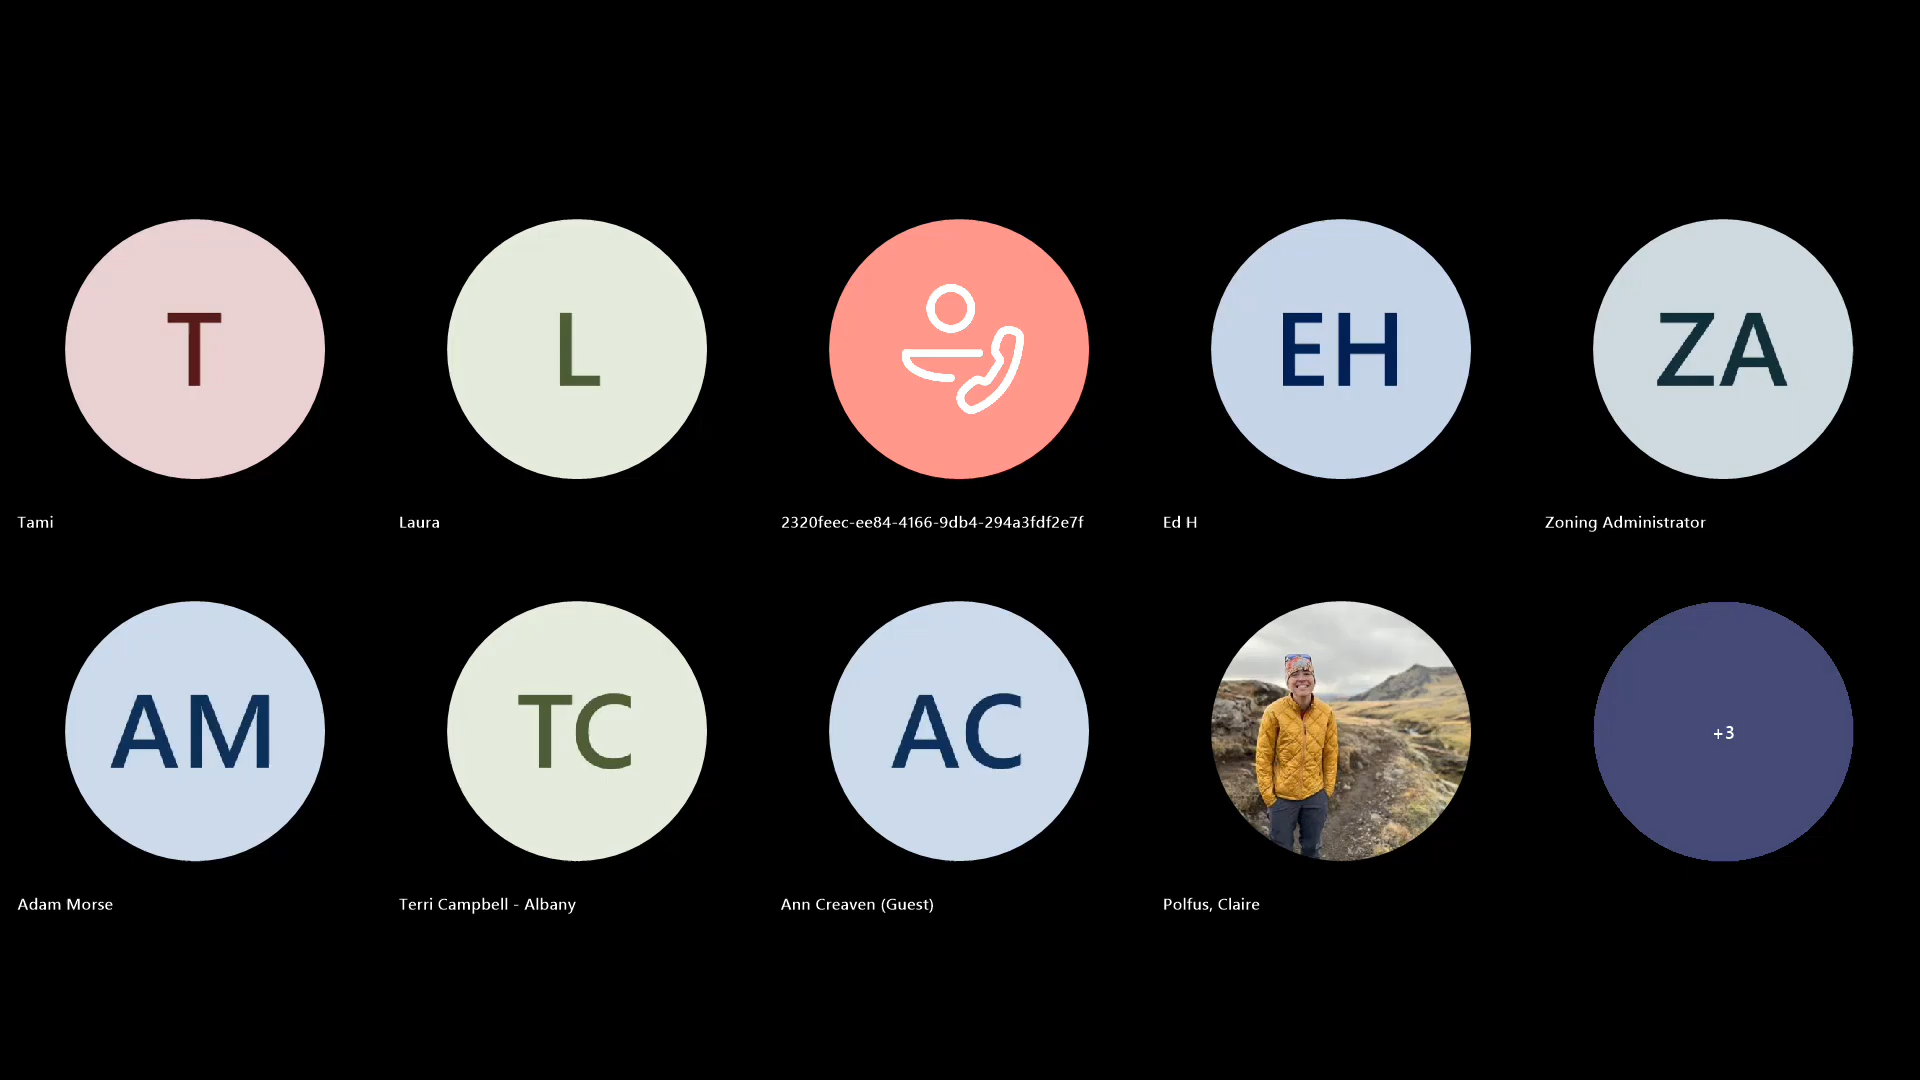 T
L
EH
ZA
Tami
Laura
2320feec-ee84-4166-9db4-294a3fdf2e7f
Ed H
Zoning Administrator
AM
TC
AC
+3
Adam Morse
Terri Campbell - Albany
Ann Creaven (Guest)
Polfus, Claire